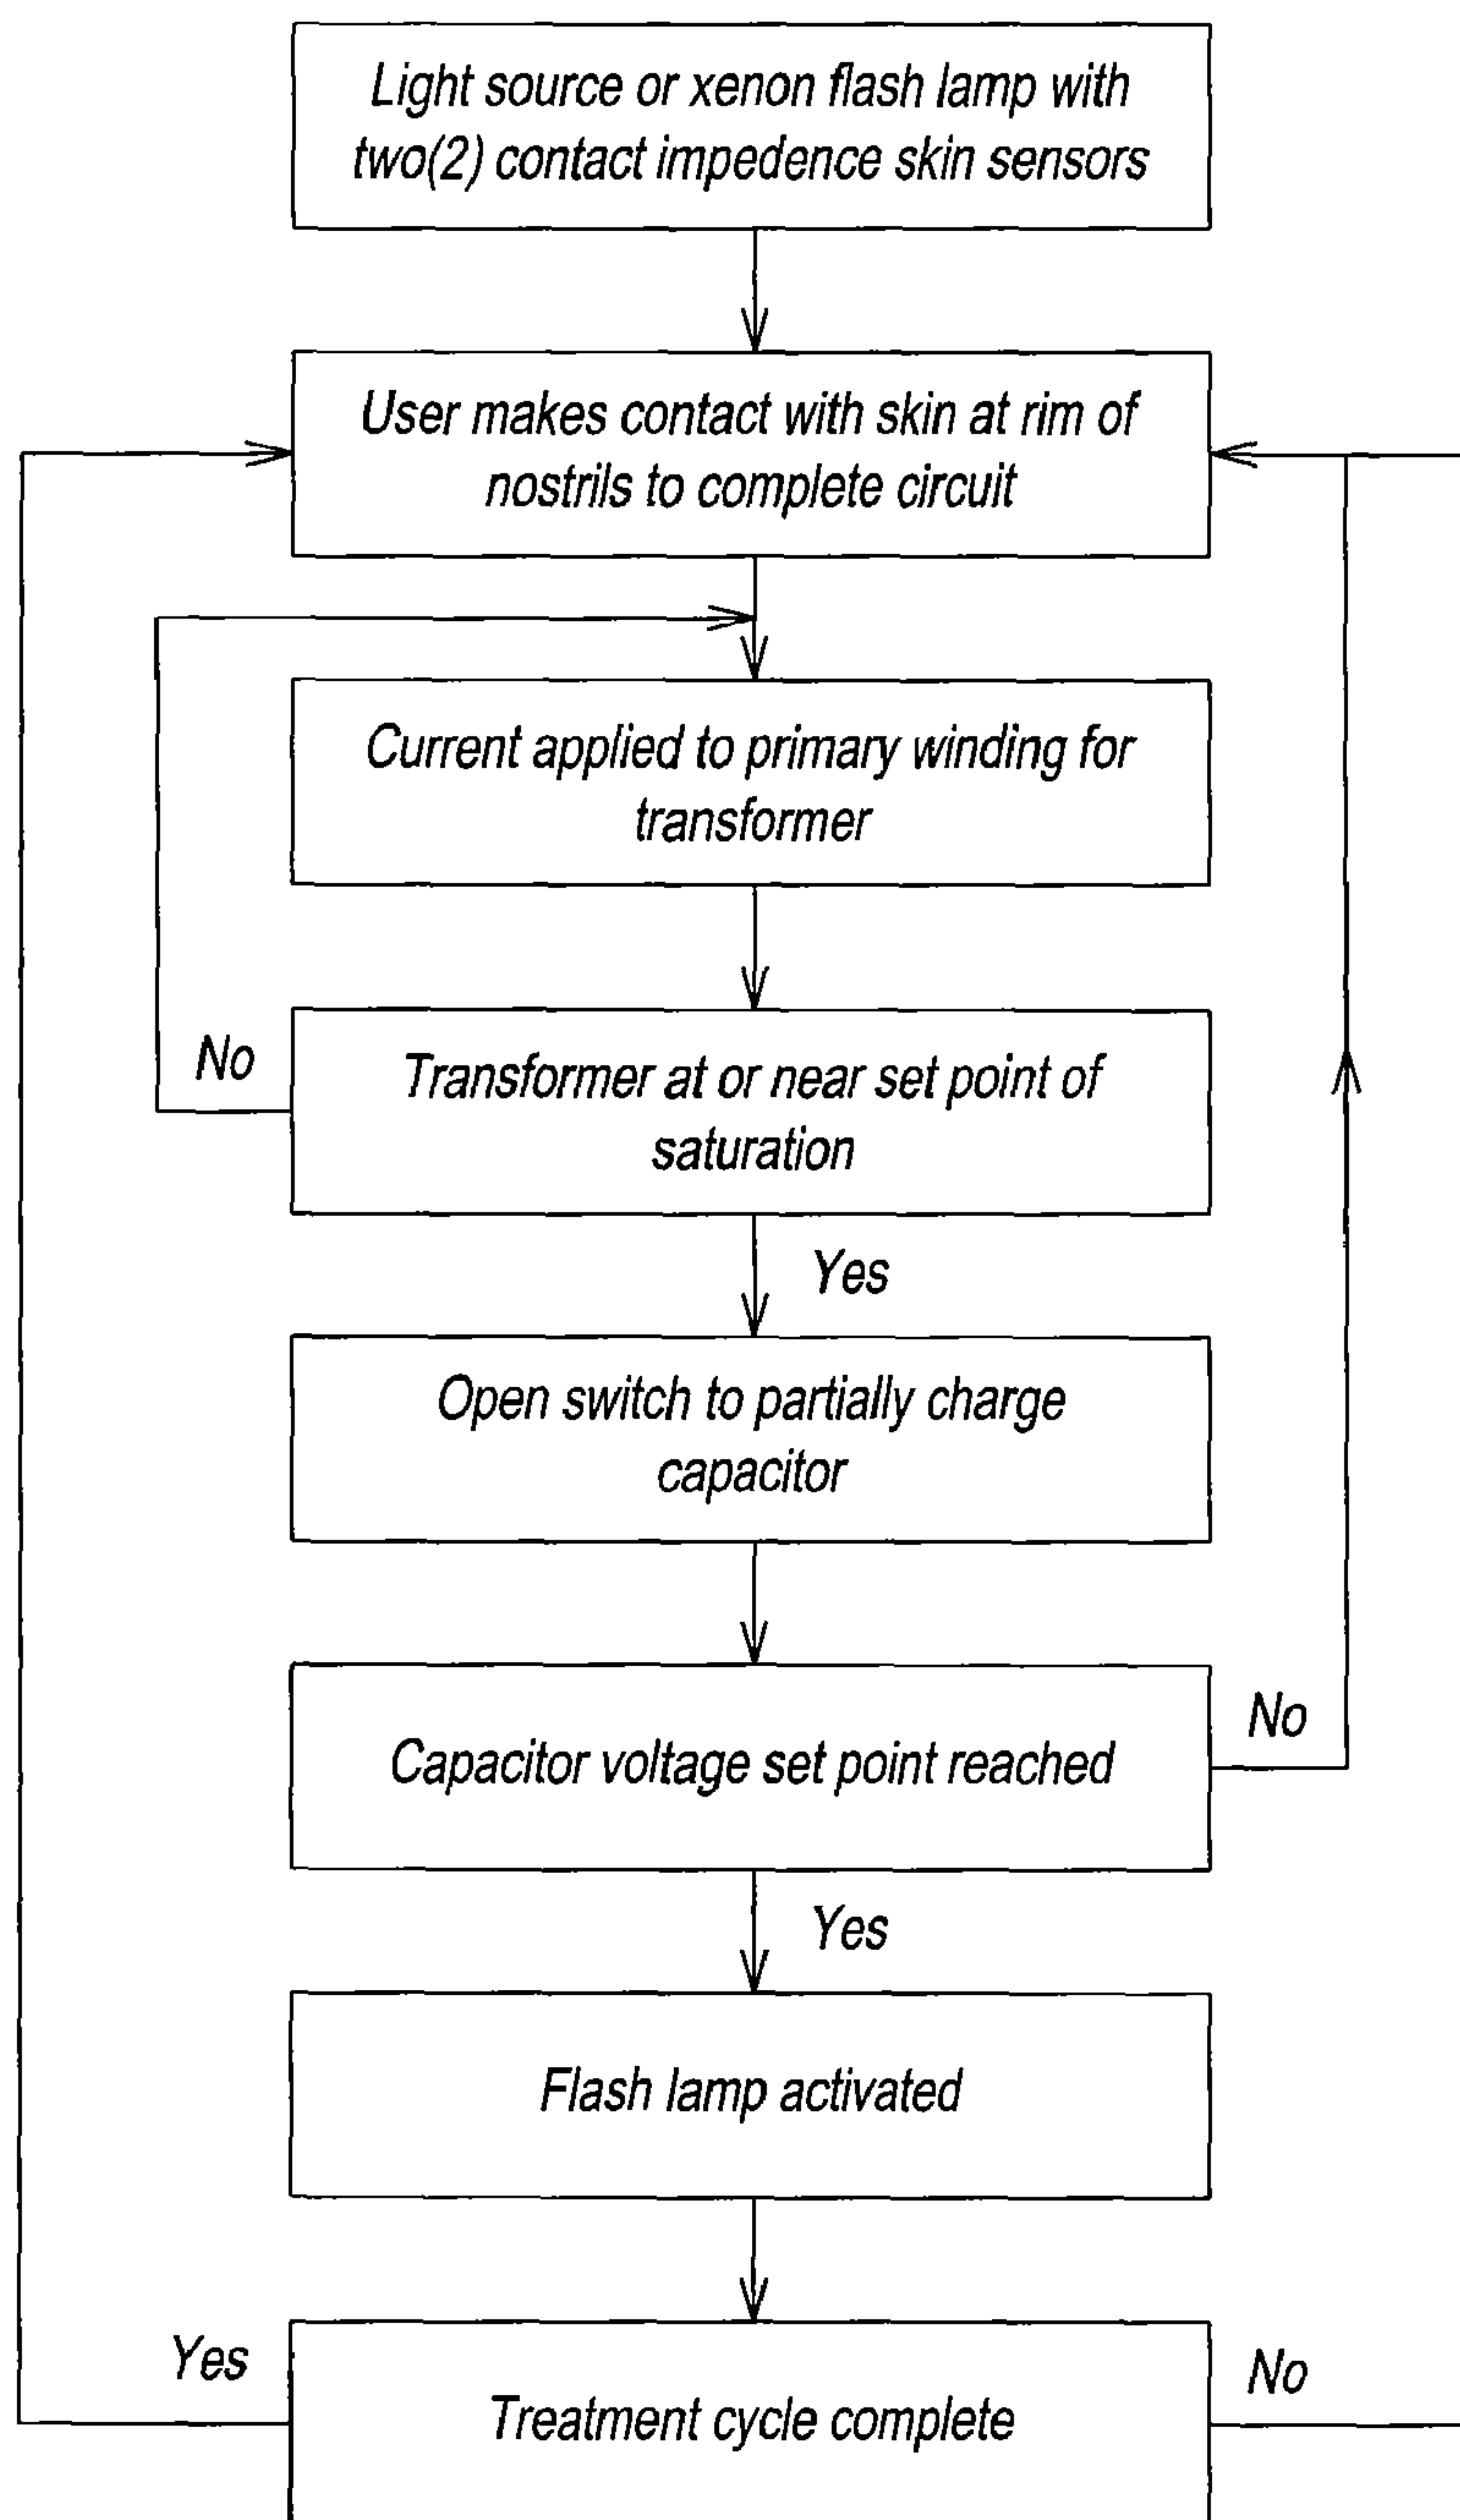 Light source or xenon flash lamp with
two(2) contact impedence skin sensors
User makes contact with skin at rim of
nostrils to complete circuit
Current applied to primary winding for
transformer
No
Transformer at or near set point of
saturation
Yes
Open switch to partially charge
capacitor
No
Capacitor voltage set point reached
Yes
Flash lamp activated
Yes
No
Treatment cycle complete